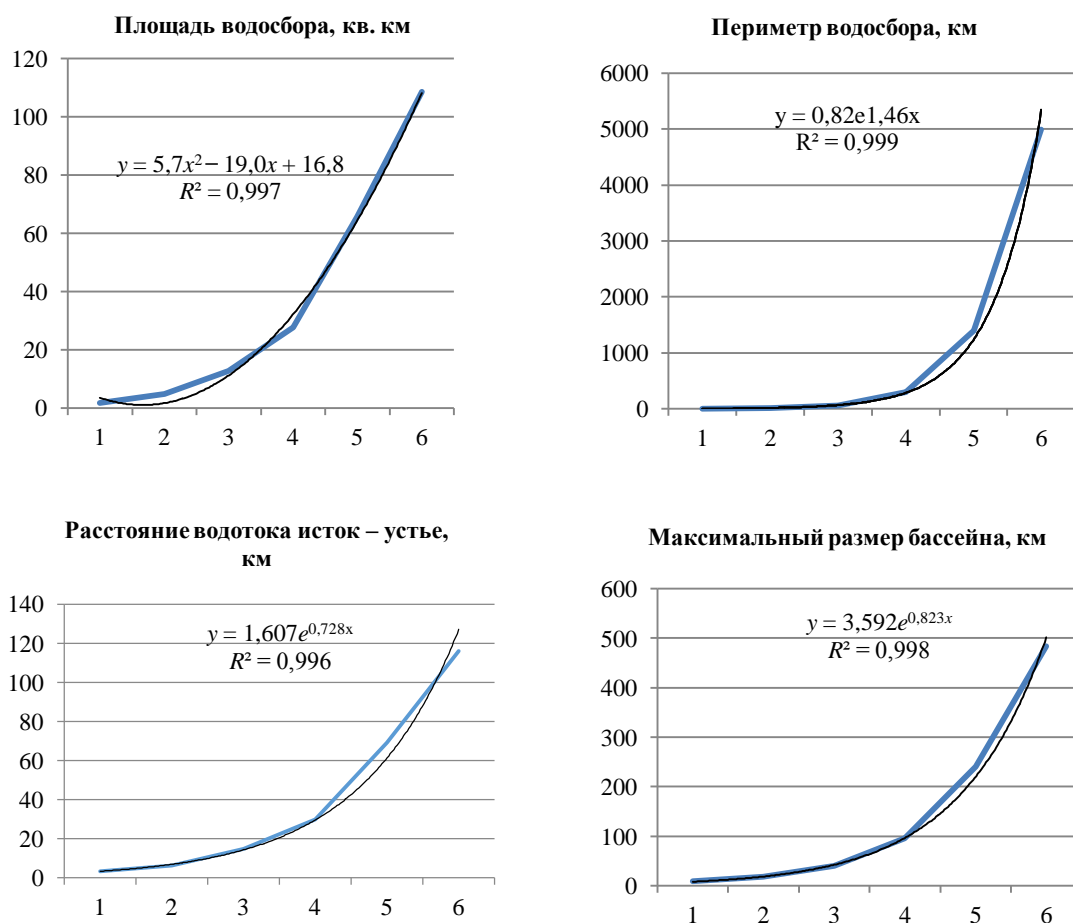 Площадь водосбора, кв. км
120
100
80
60
40
20
0
y = 5,7x² − 19,0x + 16,8
R² = 0,997
1 2 3 4 5 6
Периметр водосбора, км
6000
5000
4000
3000
2000
1000
0
y = 0,82e1,46x
R² = 0,999
1 2 3 4 5 6
Расстояние водотока исток – устье,
км
140
120
100
80
60
40
20
0
y = 1,607e^0,728x
R² = 0,996
1 2 3 4 5 6
Максимальный размер бассейна, км
600
500
400
300
200
100
0
y = 3,592e^0,823x
R² = 0,998
1 2 3 4 5 6